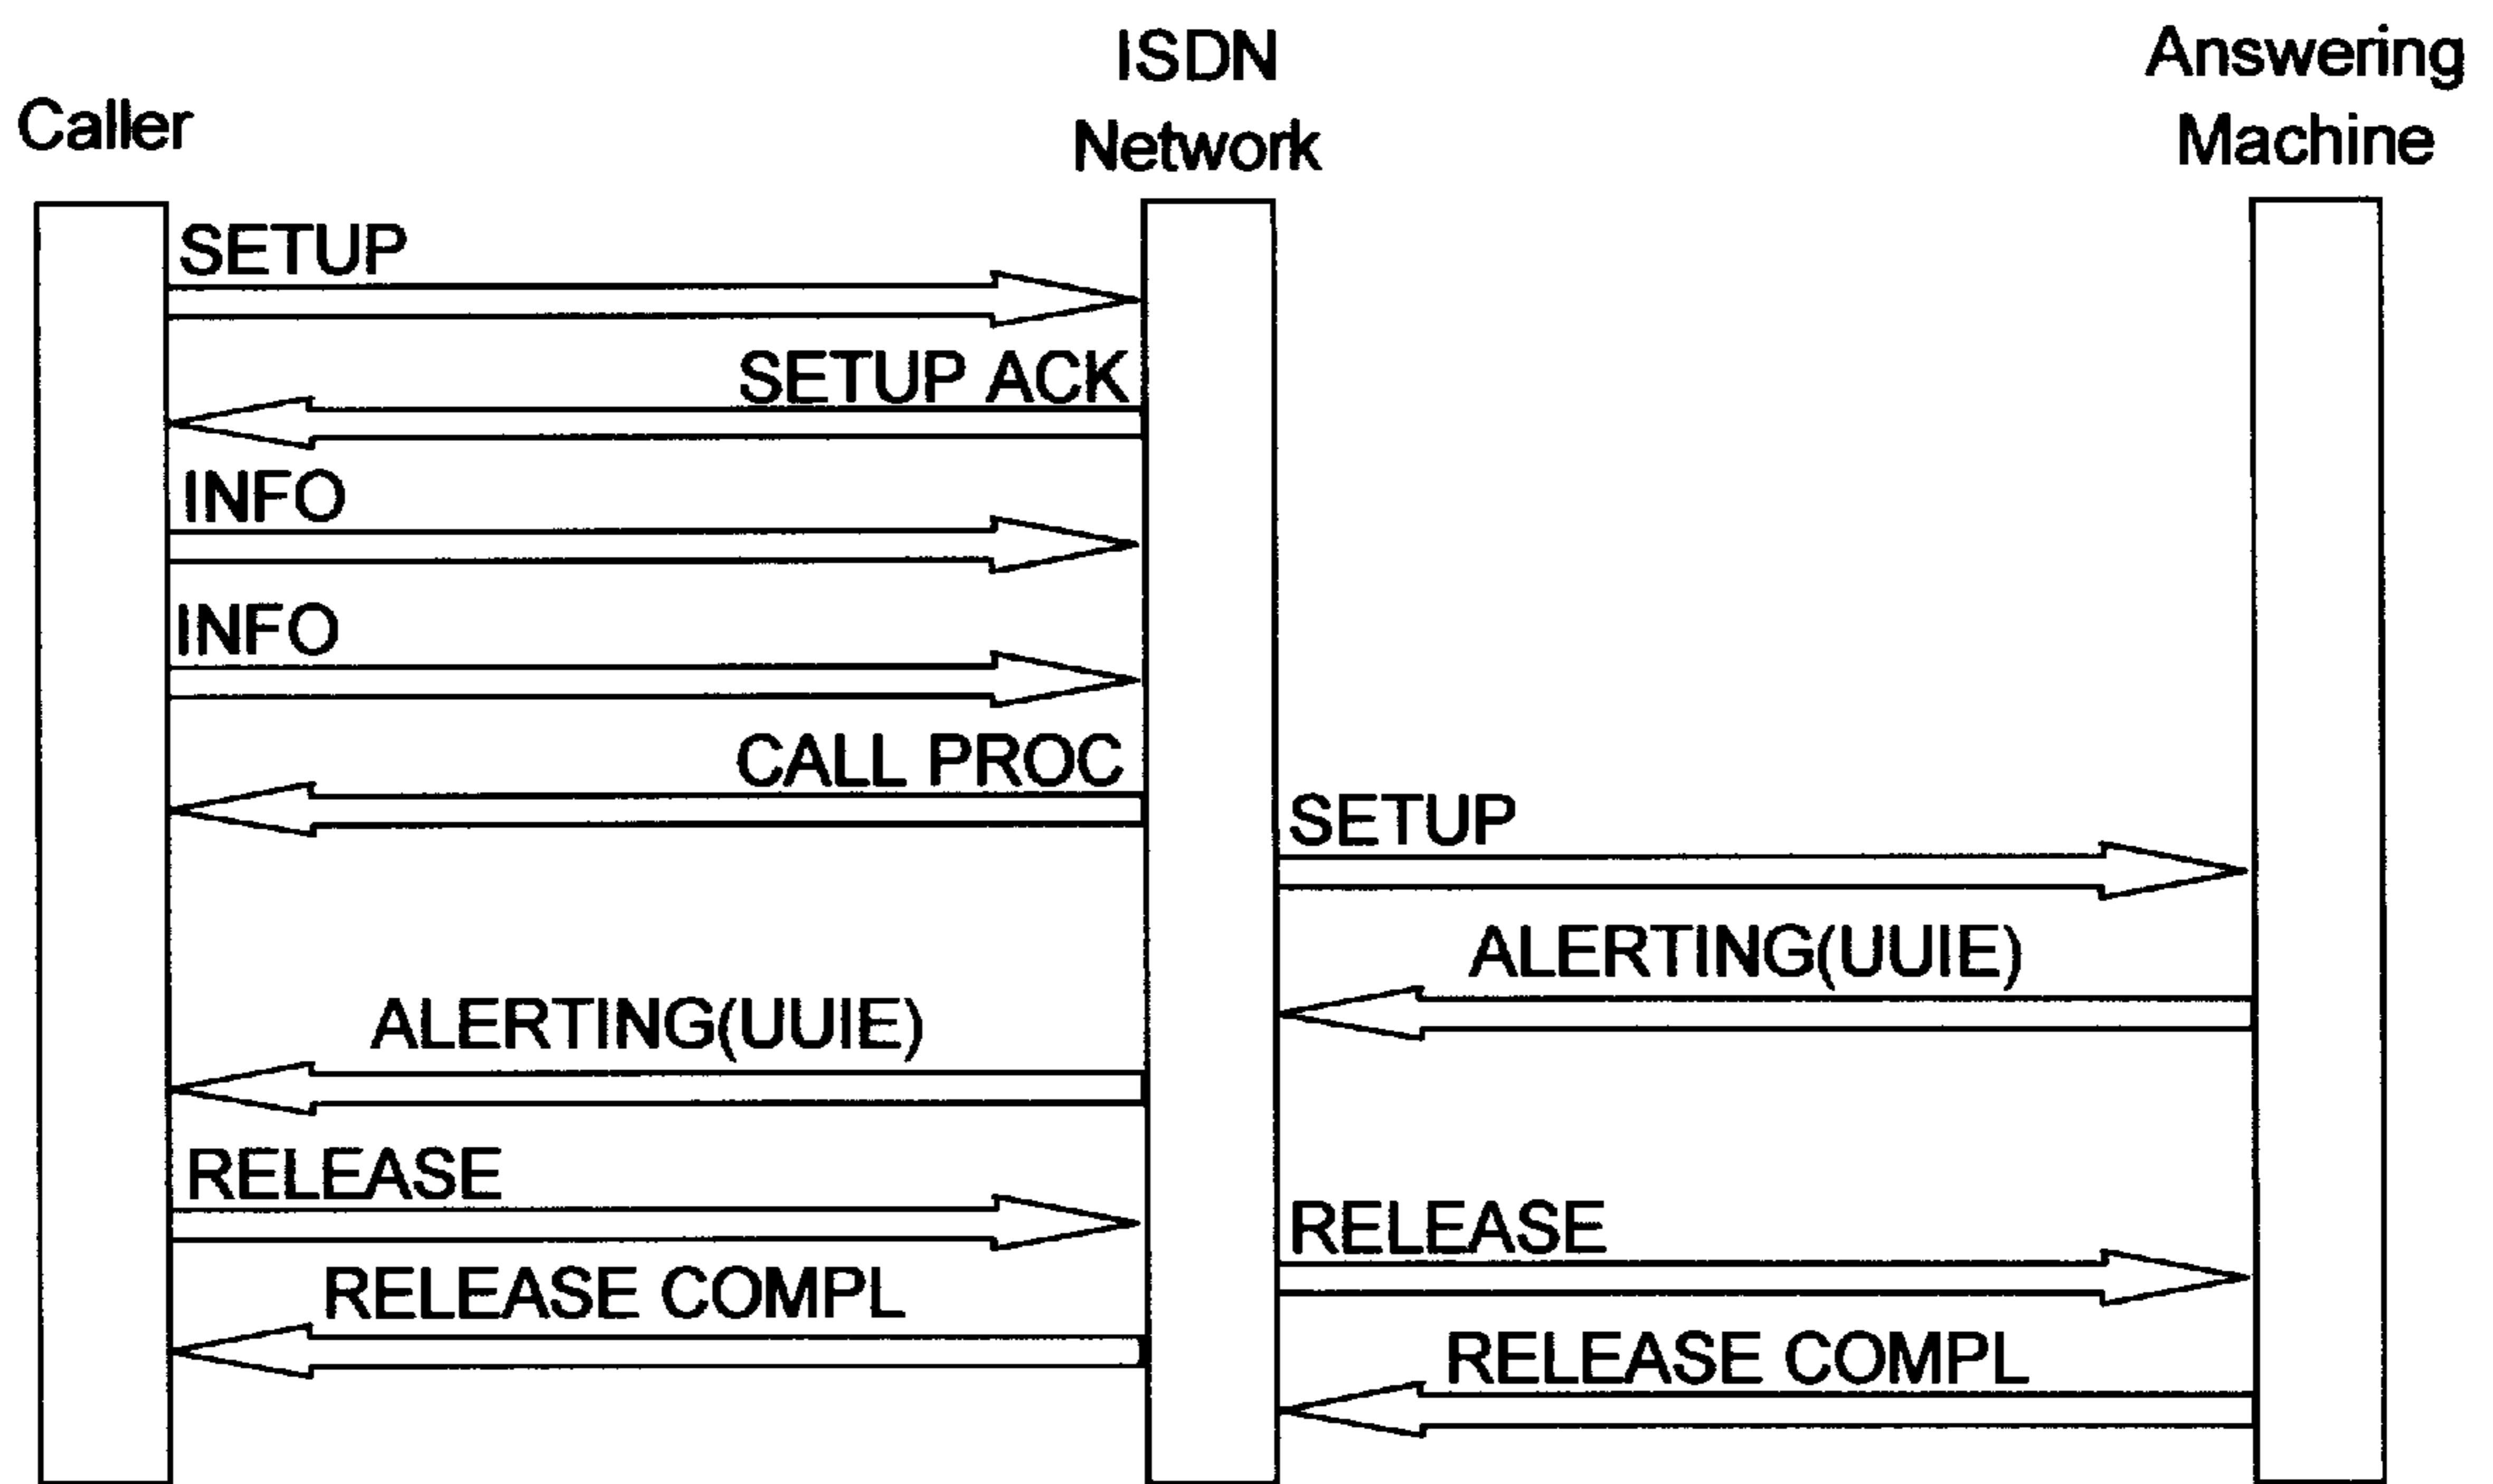 Caller
ISDN
Network
Answering
Machine
SETUP
SETUP ACK
INFO
INFO
CALL PROC
SETUP
ALERTING(UUIE)
ALERTING(UUIE)
RELEASE
RELEASE
RELEASE COMPL
RELEASE COMPL